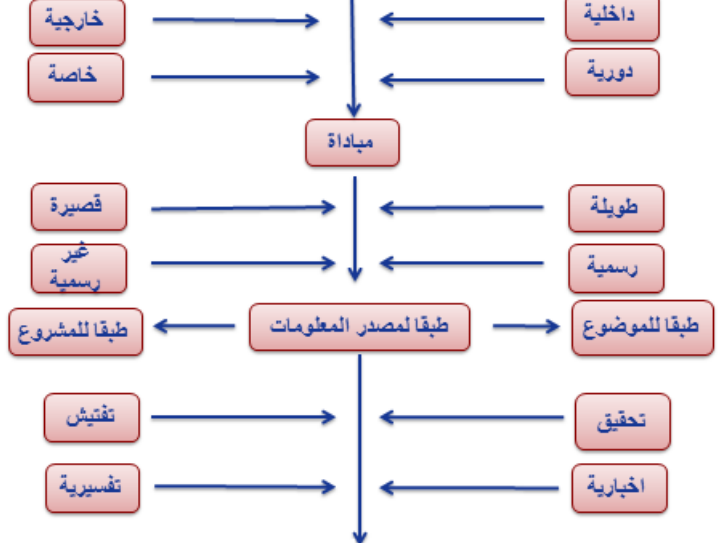 داخلية
خارجية
دورية
خاصة
مباداة
طويلة
قصيرة
رسمية
غير
رسمية
طبقا للموضوع
طبقا لمصدر المعلومات
طبقا للمشروع
تحقيق
تفتيش
اخبارية
تفسيرية